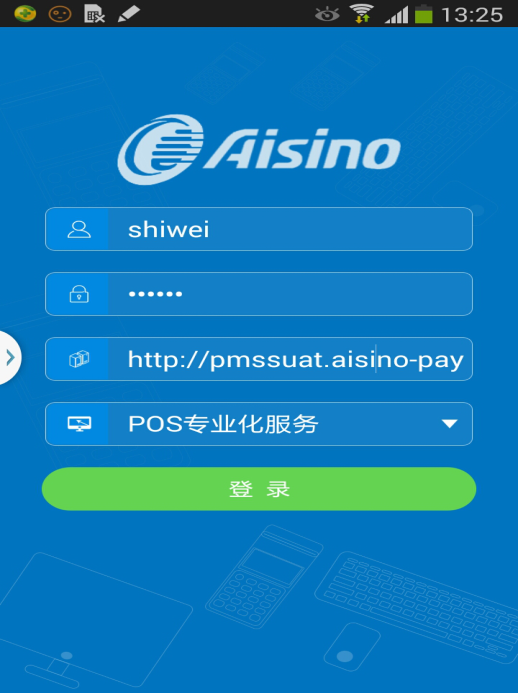 13:25
Aisino
shiwei
••••••
http://pmssuat.aisino-pay
POS专业化服务
登 录